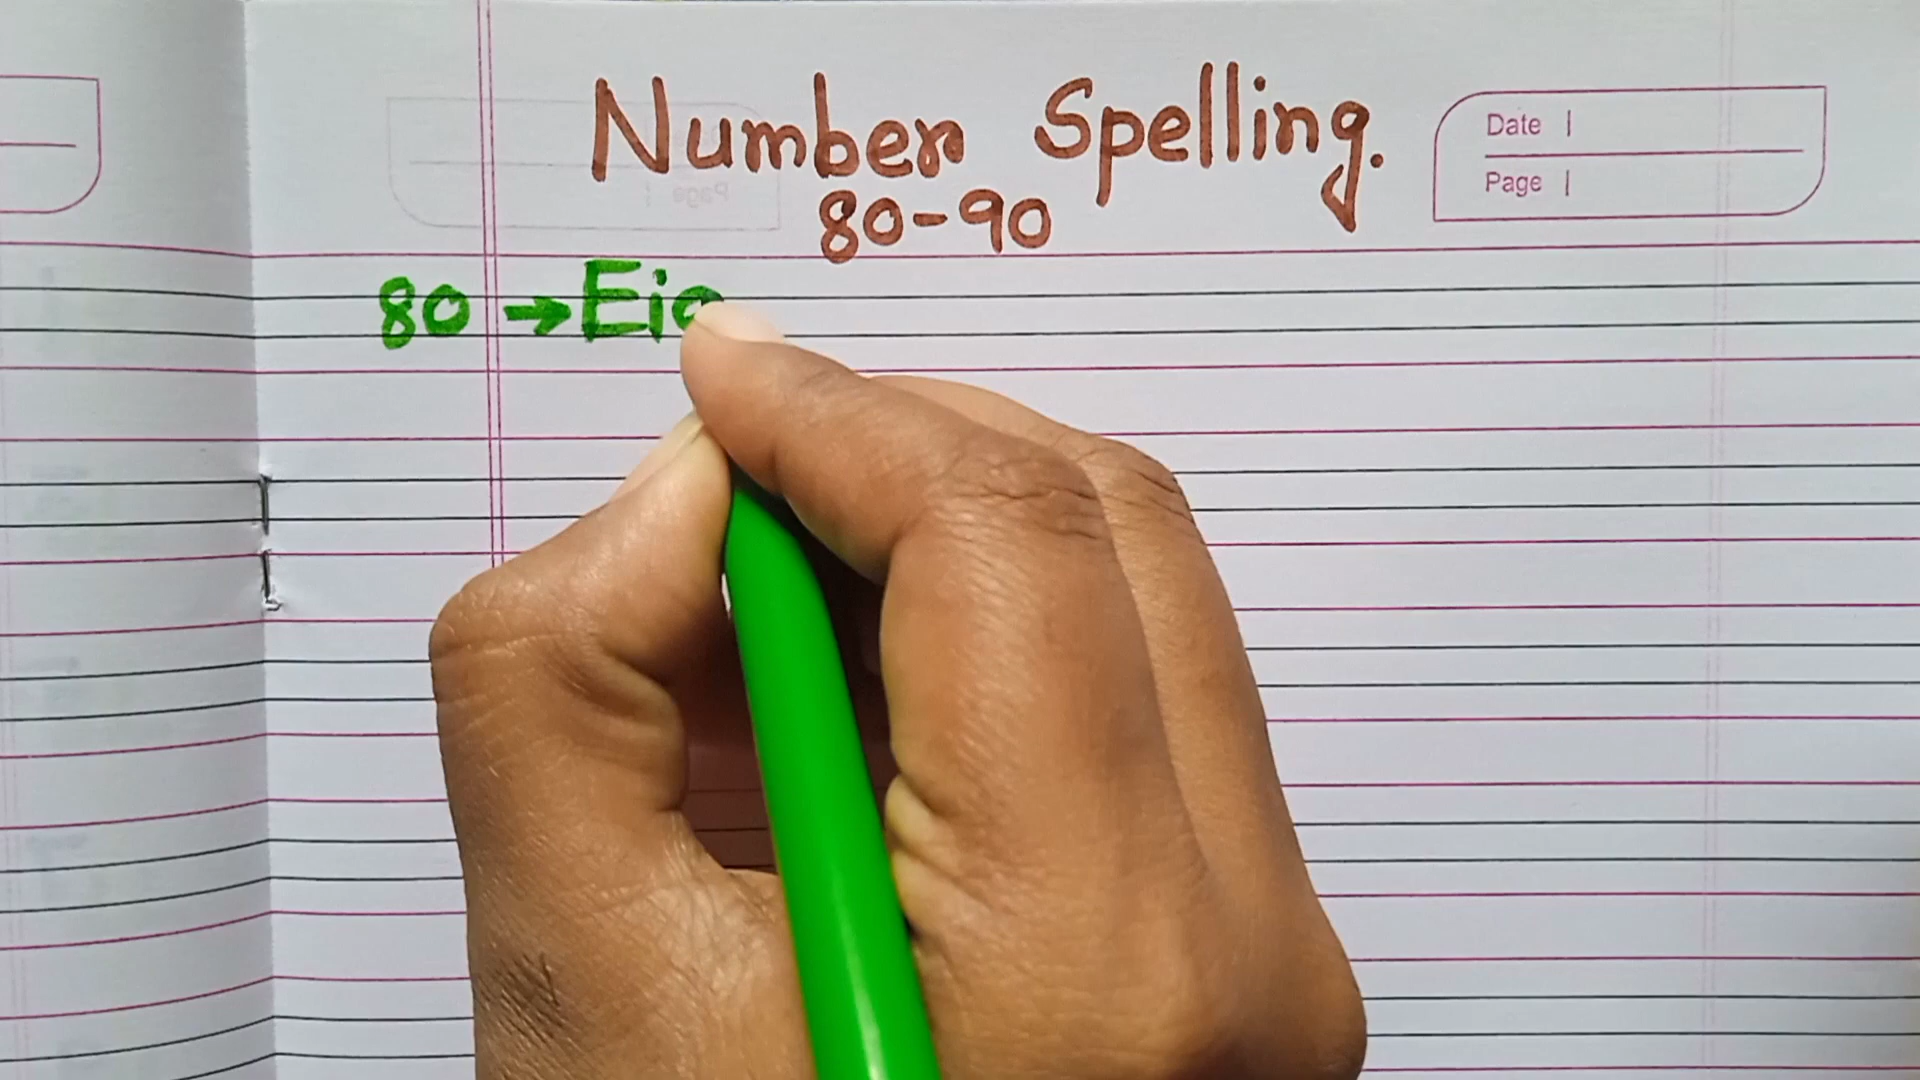 Number Spelling.
80-90
Date
Page
80 → Ei